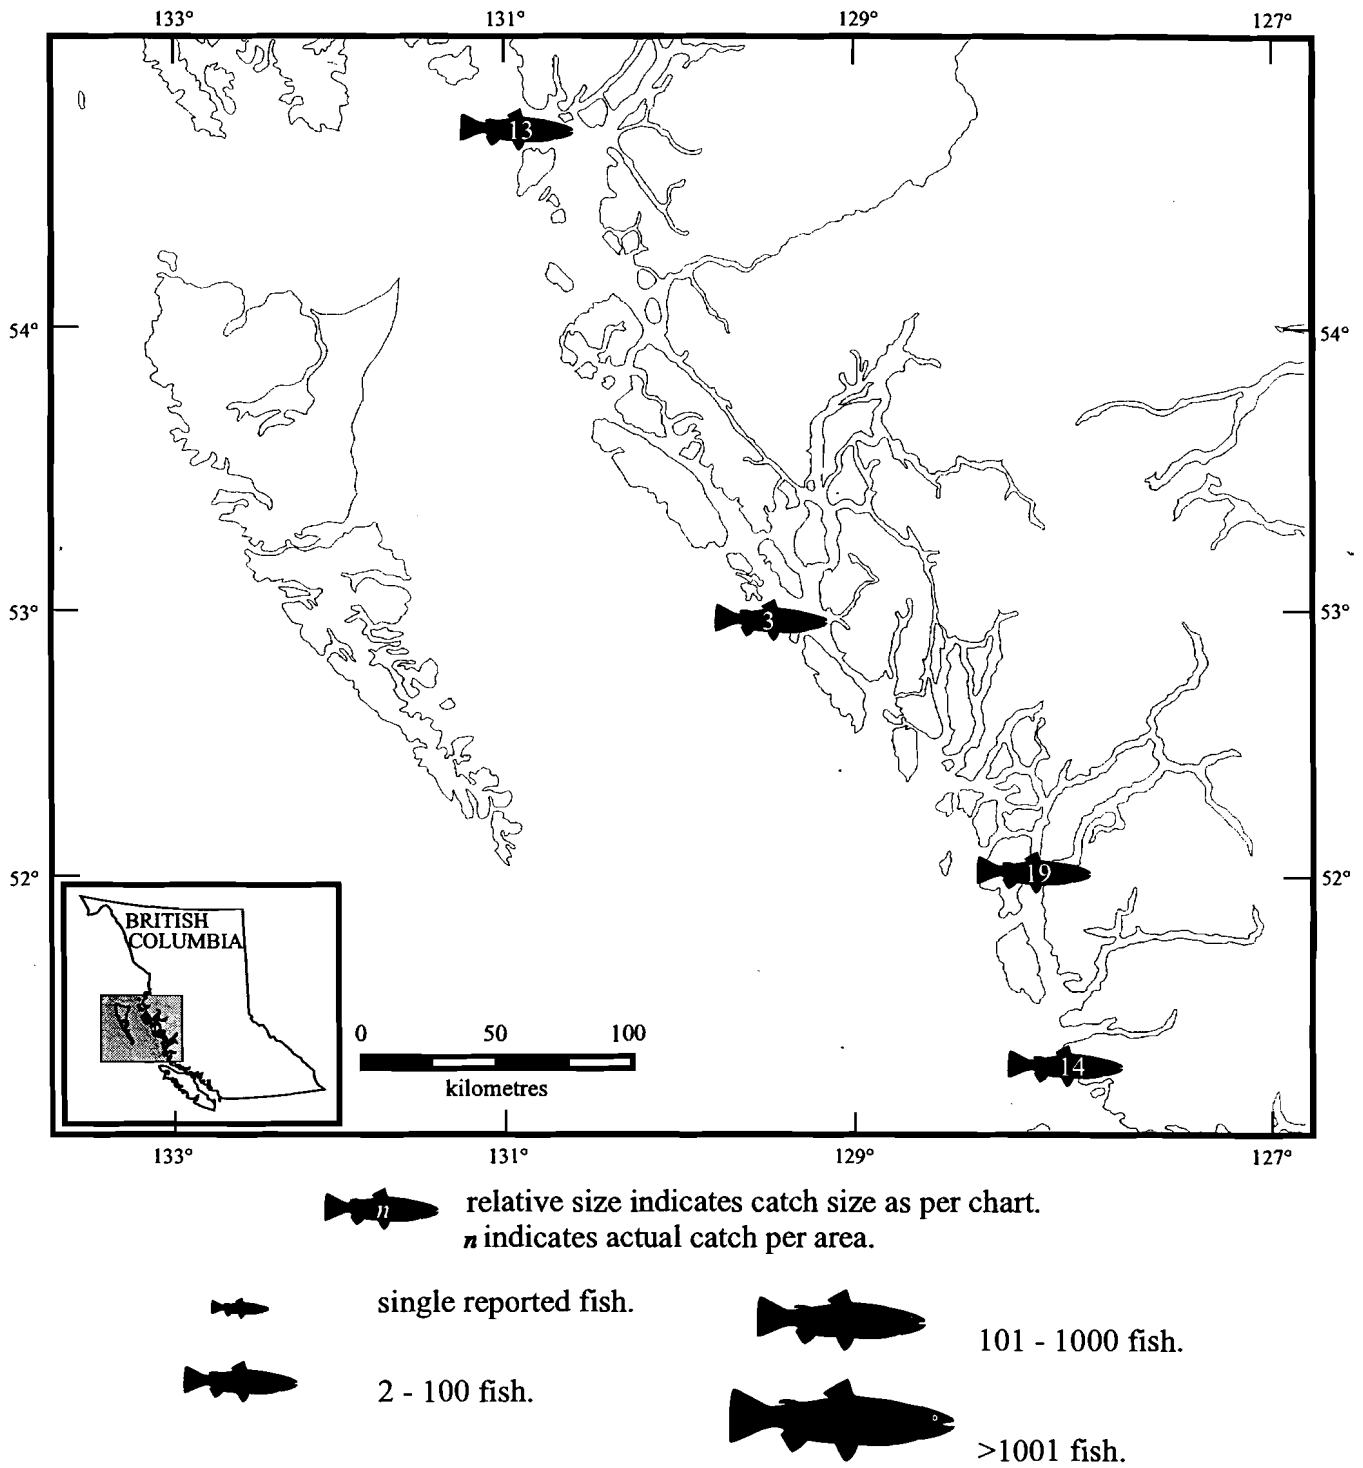 133° 131° 129° 127°
13
54° 54°
53° 53°
3
52° 52°
19
BRITISH
COLUMBIA
0 50 100
kilometres
14
133° 131° 129° 127°
n relative size indicates catch size as per chart.
n indicates actual catch per area.
single reported fish.
101 - 1000 fish.
2 - 100 fish.
>1001 fish.